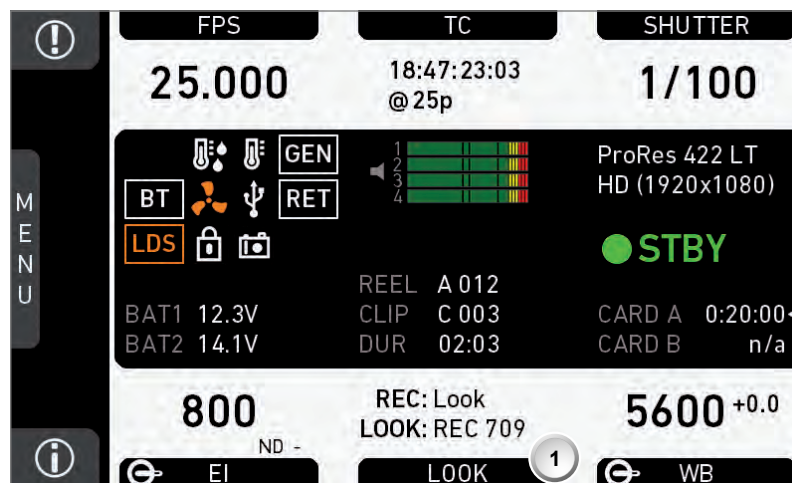 FPS TC SHUTTER
25.000 18:47:23:03 1/100
@ 25p
GEN 1 ProRes 422 LT
2 HD (1920x1080)
BT RET 3
4
LDS STBY
REEL A 012
BAT1 12.3V CLIP C 003 CARD A 0:20:00
BAT2 14.1V DUR 02:03 CARD B n/a
MENU
800 REC: Look 5600 +0.0
LOOK: REC 709
ND -
1
EI LOOK WB